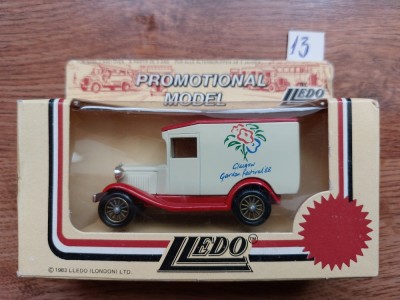 13
PROMOTIONAL
MODEL
LLEDO
Glasgow
Garden Festival '88
LLEDO
© 1983 LLEDO (LONDON) LTD.